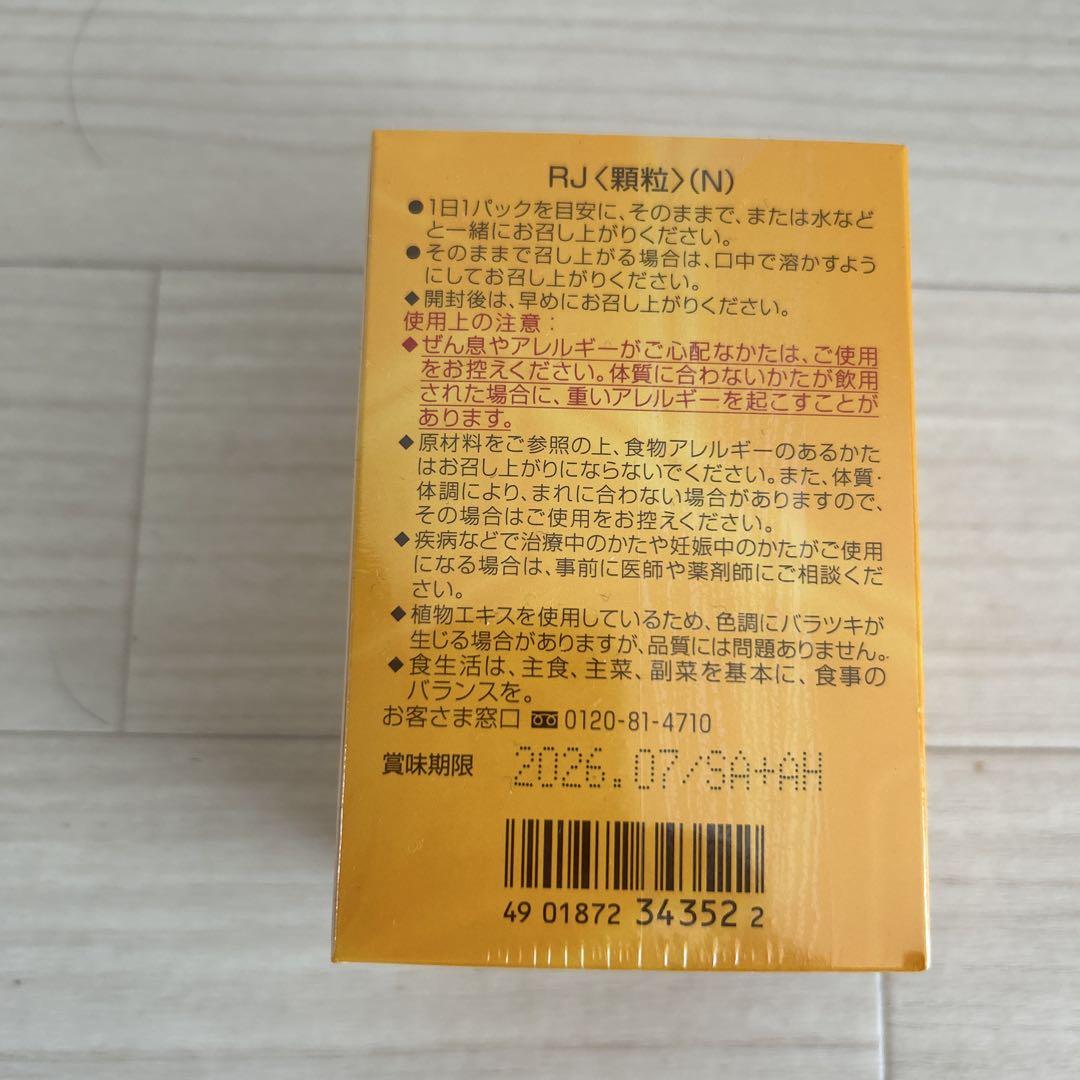 RJ〈顆粒〉(N)
●1日1パックを目安に、そのままで、または水など
と一緒にお召し上がりください。
●そのままで召し上がる場合は、口中で溶かすよう
にしてお召し上がりください。
◆開封後は、早めにお召し上がりください。
使用上の注意：
◆ぜん息やアレルギーがご心配なかたは、ご使用
をお控えください。体質に合わないかたが飲用
された場合に、重いアレルギーを起こすことが
あります。
◆原材料をご参照の上、食物アレルギーのあるかた
はお召し上がりにならないでください。また、体質・
体調により、まれに合わない場合がありますので、
その場合はご使用をお控えください。
◆疾病などで治療中のかたや妊娠中のかたがご使用
になる場合は、事前に医師や薬剤師にご相談くだ
さい。
◆植物エキスを使用しているため、色調にバラツキが
生じる場合がありますが、品質には問題ありません。
◆食生活は、主食、主菜、副菜を基本に、食事の
バランスを。
お客さま窓口 0120-81-4710
賞味期限 2026.07/SA+AH
49 01872 34352 2